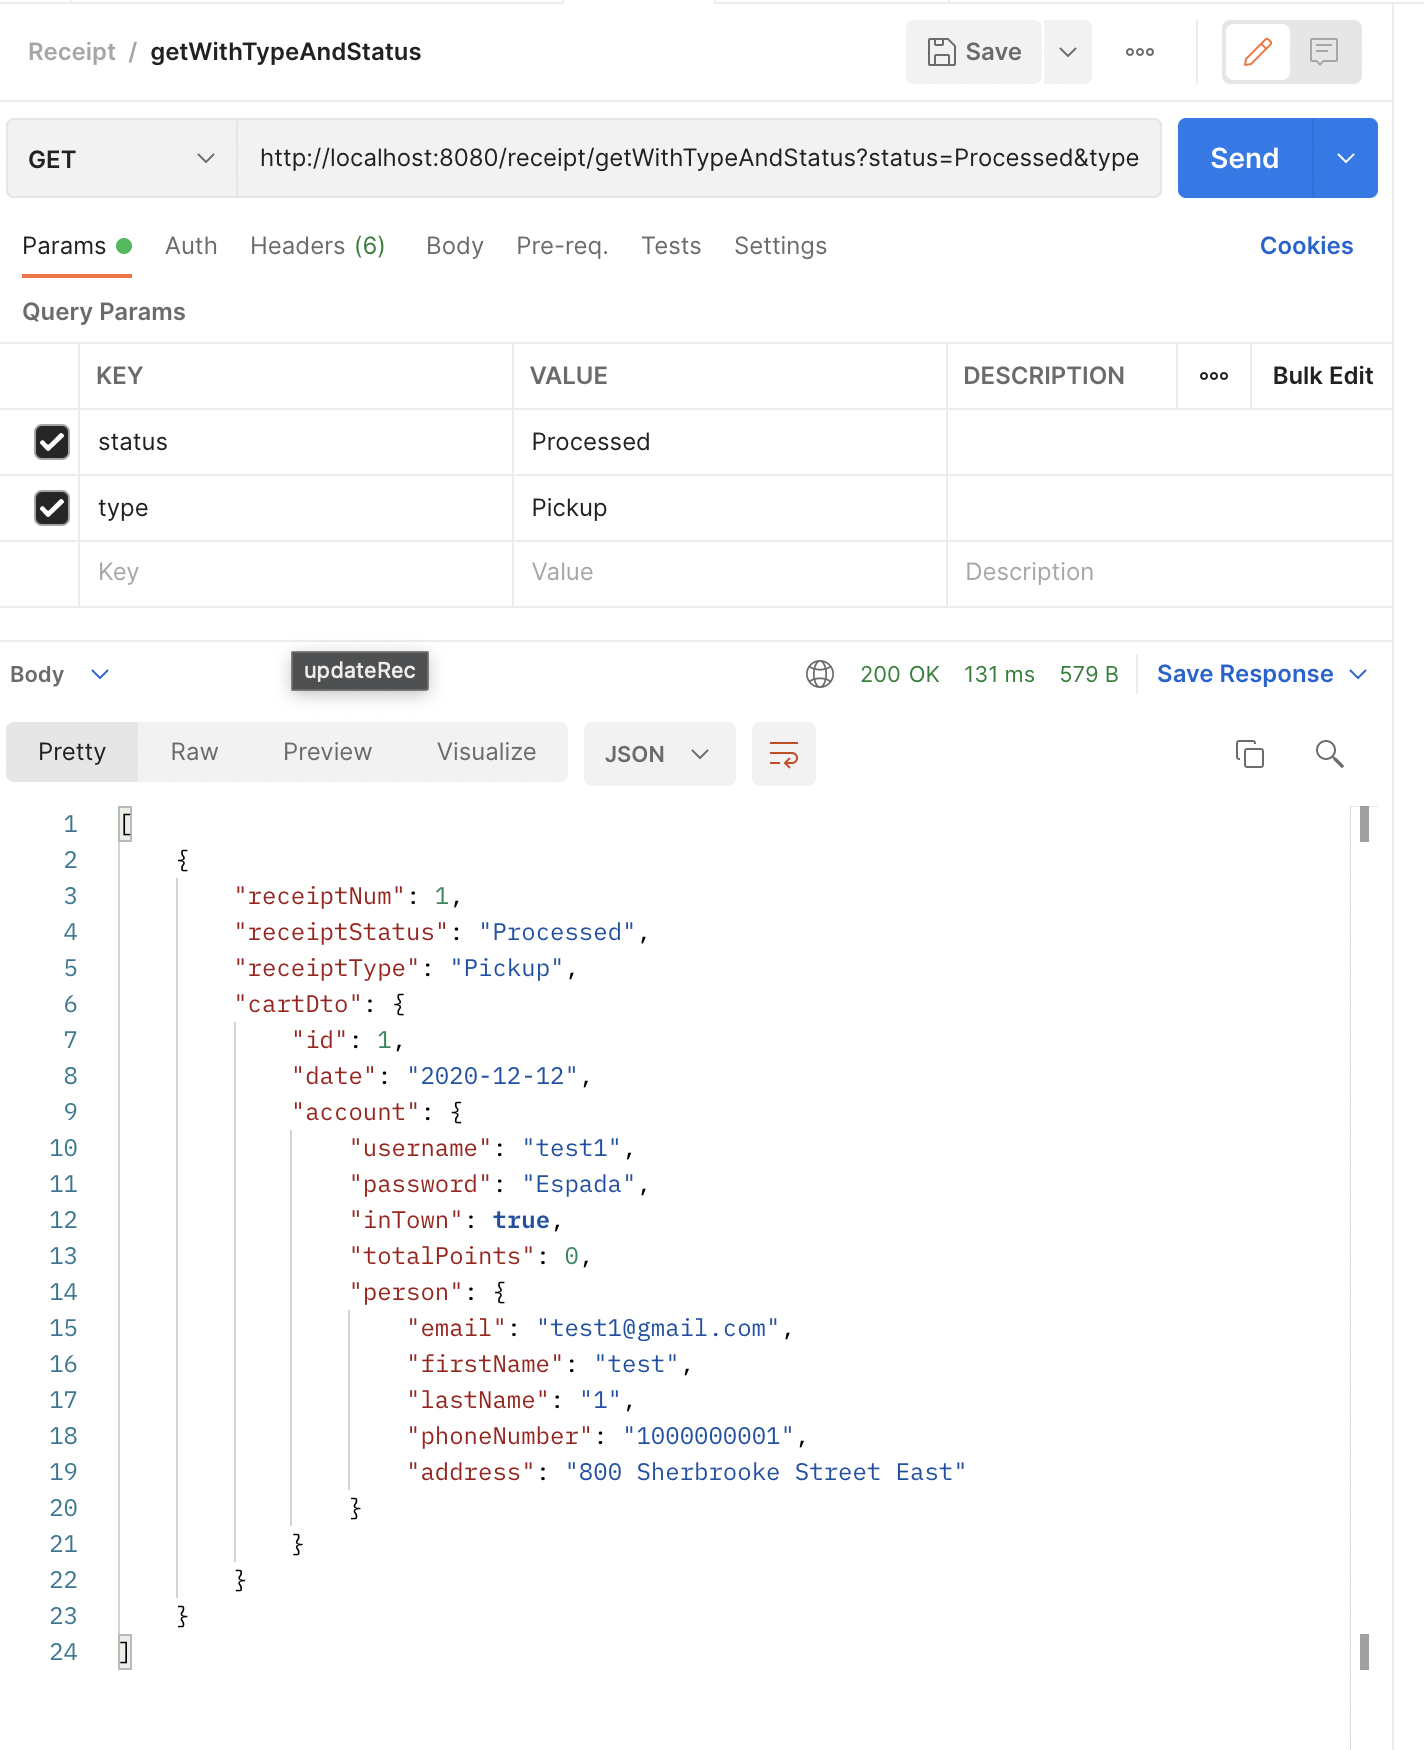 Receipt / getWithTypeAndStatus
Save
GET
http://localhost:8080/receipt/getWithTypeAndStatus?status=Processed&type
Send
Params Auth Headers (6) Body Pre-req. Tests Settings Cookies
Query Params
KEY VALUE DESCRIPTION Bulk Edit
status Processed
type Pickup
Key Value Description
Body updateRec 200 OK 131 ms 579 B Save Response
Pretty Raw Preview Visualize JSON
1 [
2 {
3 "receiptNum": 1,
4 "receiptStatus": "Processed",
5 "receiptType": "Pickup",
6 "cartDto": {
7 "id": 1,
8 "date": "2020-12-12",
9 "account": {
10 "username": "test1",
11 "password": "Espada",
12 "inTown": true,
13 "totalPoints": 0,
14 "person": {
15 "email": "test1@gmail.com",
16 "firstName": "test",
17 "lastName": "1",
18 "phoneNumber": "1000000001",
19 "address": "800 Sherbrooke Street East"
20 }
21 }
22 }
23 }
24 ]